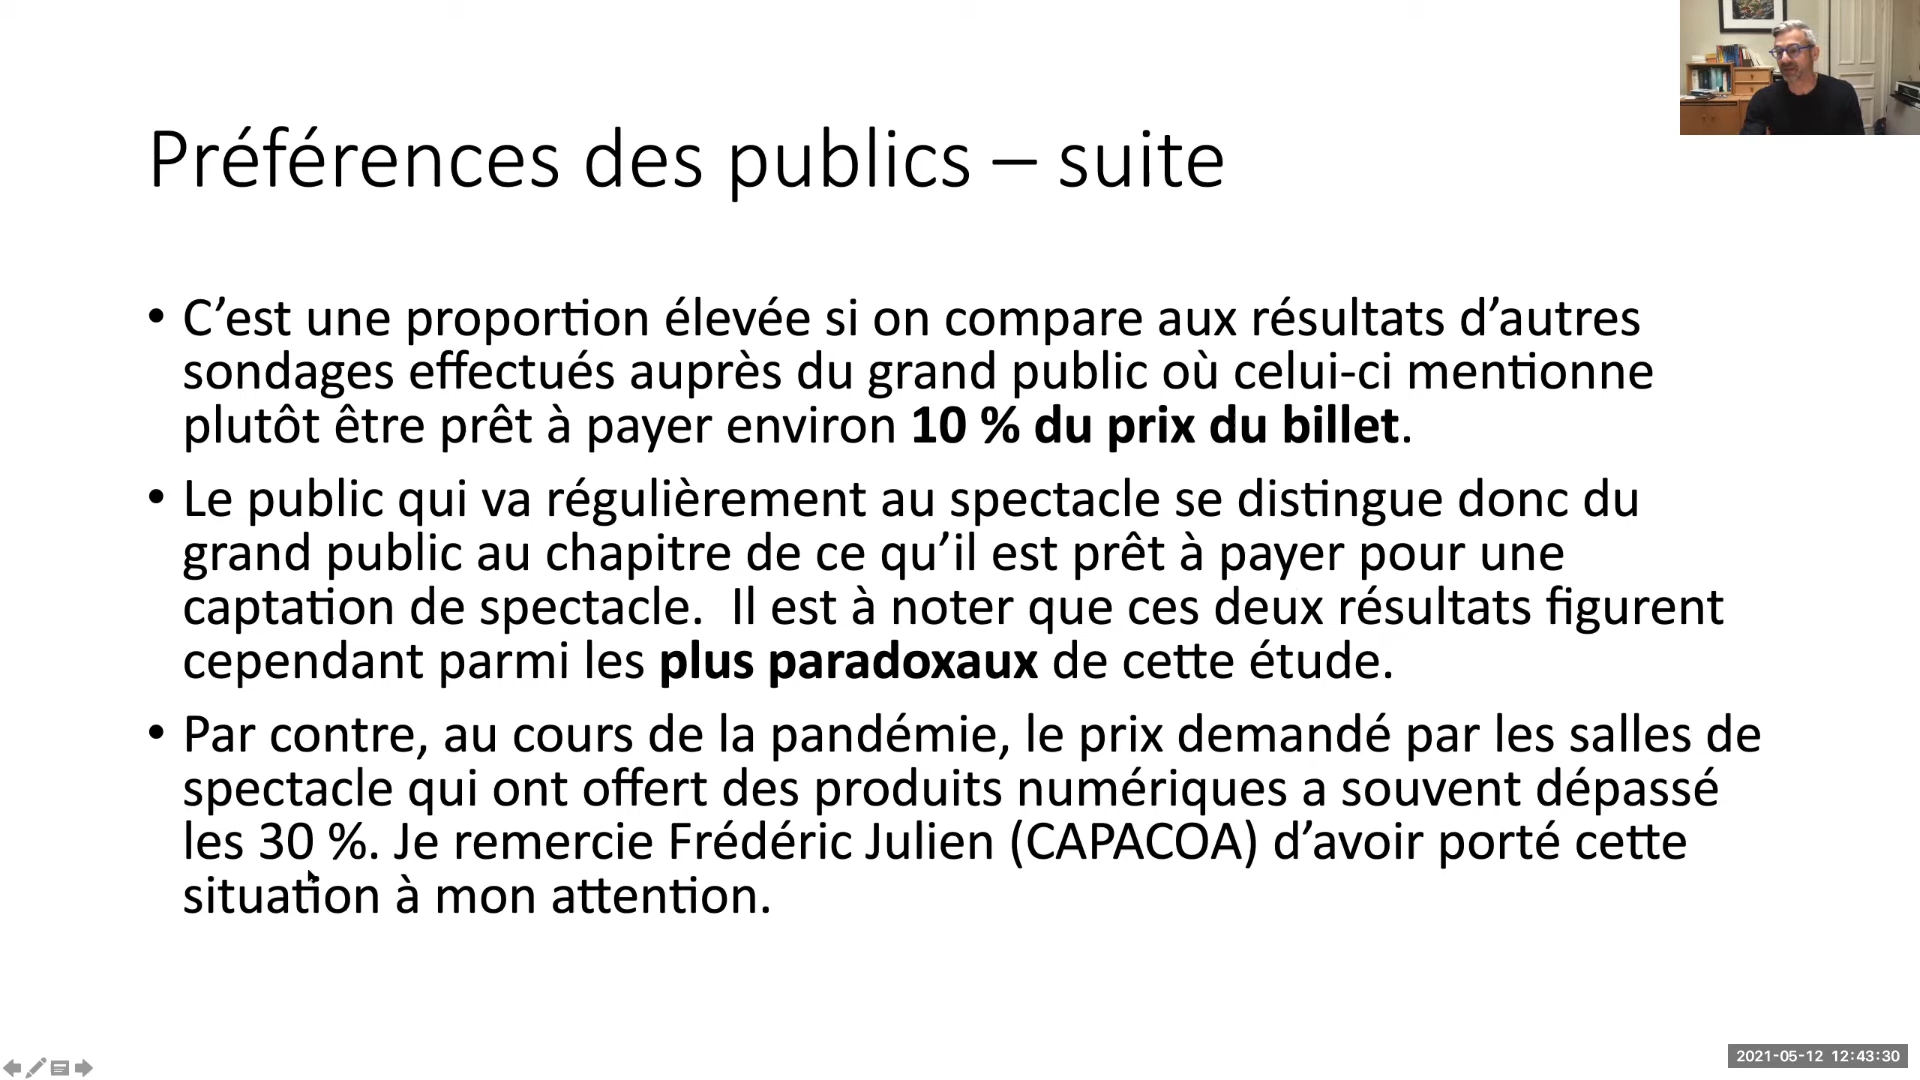 Préférences des publics – suite
• C’est une proportion élevée si on compare aux résultats d’autres
sondages effectués auprès du grand public où celui-ci mentionne
plutôt être prêt à payer environ 10 % du prix du billet.
• Le public qui va régulièrement au spectacle se distingue donc du
grand public au chapitre de ce qu’il est prêt à payer pour une
captation de spectacle.  Il est à noter que ces deux résultats figurent
cependant parmi les plus paradoxaux de cette étude.
• Par contre, au cours de la pandémie, le prix demandé par les salles de
spectacle qui ont offert des produits numériques a souvent dépassé
les 30 %. Je remercie Frédéric Julien (CAPACOA) d’avoir porté cette
situation à mon attention.
2021-05-12 12:43:30